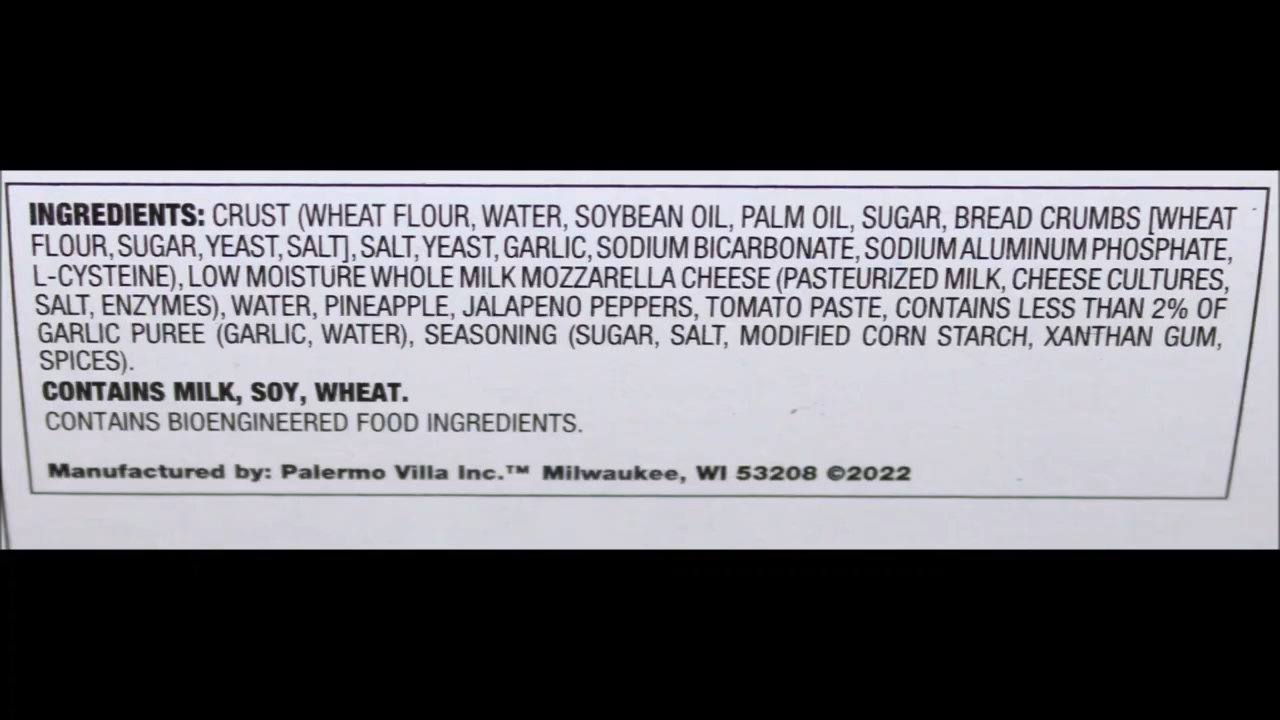 INGREDIENTS: CRUST (WHEAT FLOUR, WATER, SOYBEAN OIL, PALM OIL, SUGAR, BREAD CRUMBS [WHEAT
FLOUR, SUGAR, YEAST, SALT], SALT, YEAST, GARLIC, SODIUM BICARBONATE, SODIUM ALUMINUM PHOSPHATE,
L-CYSTEINE), LOW MOISTURE WHOLE MILK MOZZARELLA CHEESE (PASTEURIZED MILK, CHEESE CULTURES,
SALT, ENZYMES), WATER, PINEAPPLE, JALAPENO PEPPERS, TOMATO PASTE, CONTAINS LESS THAN 2% OF
GARLIC PUREE (GARLIC, WATER), SEASONING (SUGAR, SALT, MODIFIED CORN STARCH, XANTHAN GUM,
SPICES).
CONTAINS MILK, SOY, WHEAT.
CONTAINS BIOENGINEERED FOOD INGREDIENTS.
Manufactured by: Palermo Villa Inc.™ Milwaukee, WI 53208 ©2022